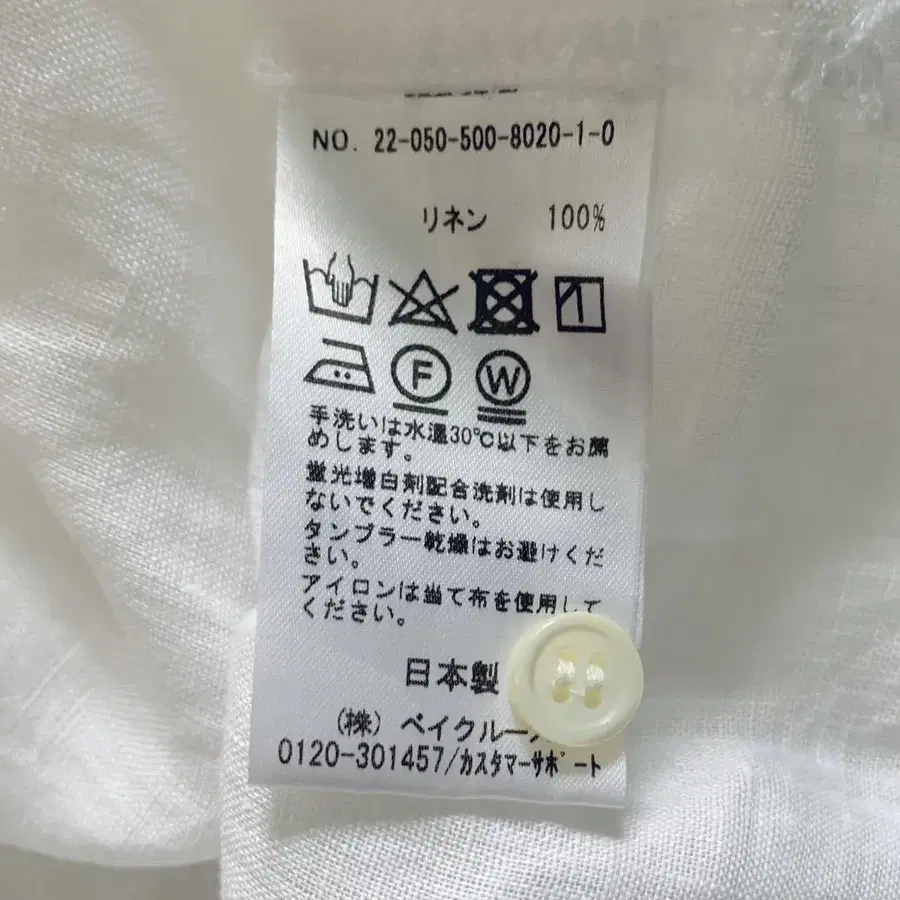 NO. 22-050-500-8020-1-0
リネン 100%
F W
手洗いは水温30℃以下をお薦
めします。
蛍光増白剤配合洗剤は使用し
ないでください。
タンブラー乾燥はお避けくだ
さい。
アイロンは当て布を使用して
ください。
日本製
(株) ベイクルー
0120-301457/カスタマーサポート